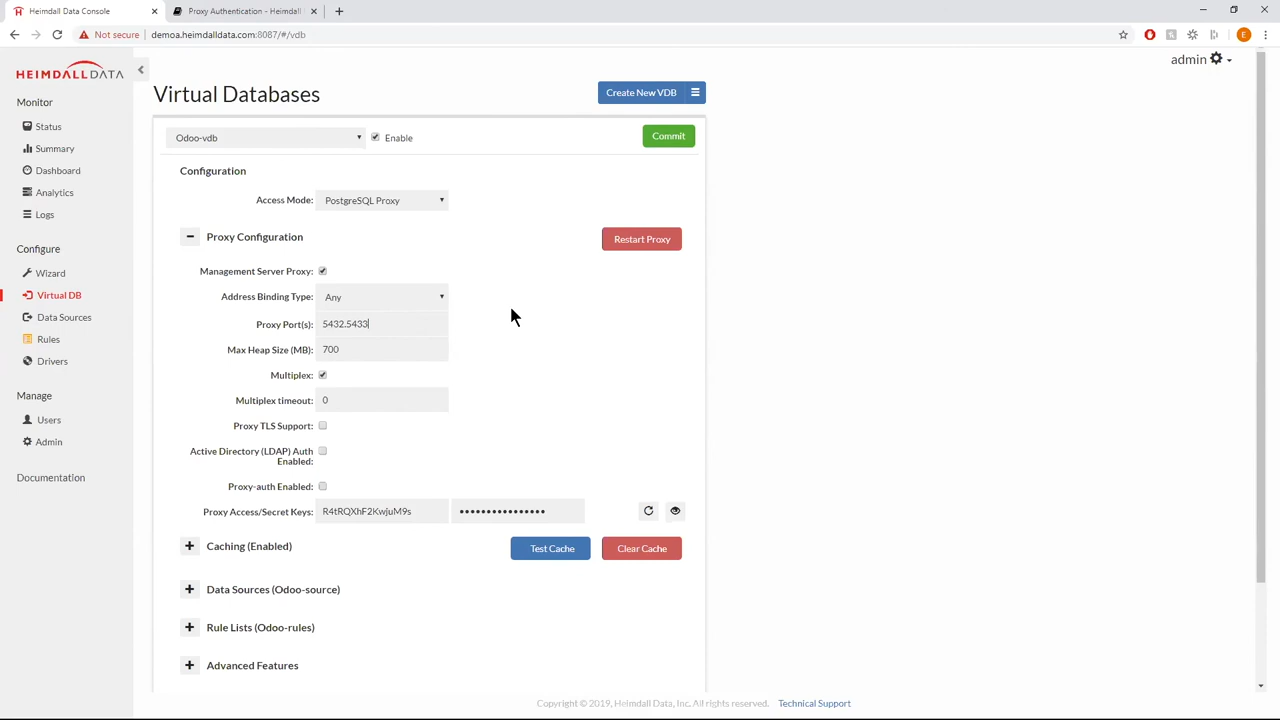 Heimdall Data Console
Proxy Authentication - Heimdall
Not secure
demoa.heimdalldata.com:8087/#/vdb
E
HEIMDALLDATA
admin
Monitor
Status
Summary
Dashboard
Analytics
Logs
Configure
Wizard
Virtual DB
Data Sources
Rules
Drivers
Manage
Users
Admin
Documentation
Virtual Databases
Create New VDB
Odoo-vdb
Enable
Commit
Configuration
Access Mode: PostgreSQL Proxy
Proxy Configuration
Restart Proxy
Management Server Proxy:
Address Binding Type: Any
Proxy Port(s): 5432.5433
Max Heap Size (MB): 700
Multiplex:
Multiplex timeout: 0
Proxy TLS Support:
Active Directory (LDAP) Auth
Enabled:
Proxy-auth Enabled:
Proxy Access/Secret Keys: R4tRQXhF2KwjuM9s ••••••••••••••••
Caching (Enabled)
Test Cache
Clear Cache
Data Sources (Odoo-source)
Rule Lists (Odoo-rules)
Advanced Features
Copyright © 2019, Heimdall Data, Inc. All rights reserved. Technical Support